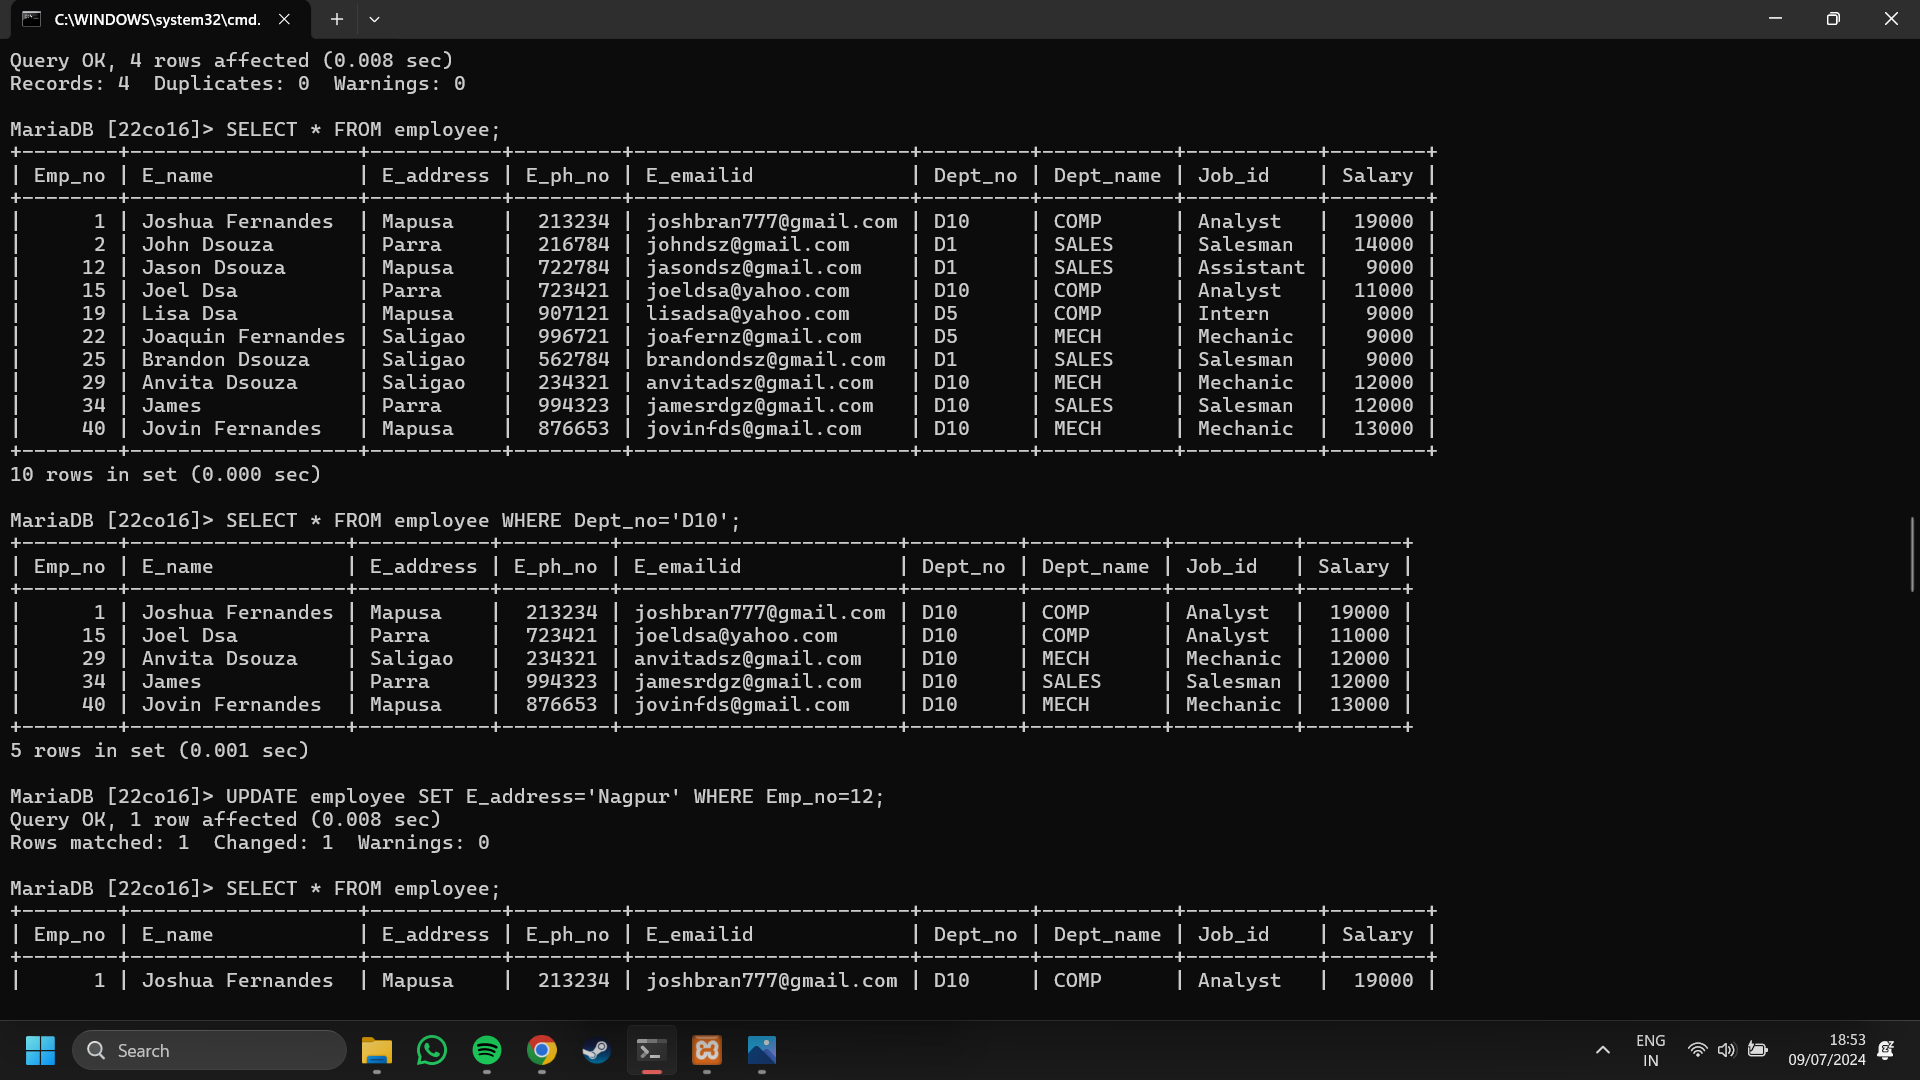 C:\WINDOWS\system32\cmd.
Query OK, 4 rows affected (0.008 sec)
Records: 4  Duplicates: 0  Warnings: 0
MariaDB [22co16]> SELECT * FROM employee;
+--------+-------------------+-----------+---------+-----------------------+---------+-----------+-----------+--------+
| Emp_no | E_name            | E_address | E_ph_no | E_emailid             | Dept_no | Dept_name | Job_id    | Salary |
+--------+-------------------+-----------+---------+-----------------------+---------+-----------+-----------+--------+
|      1 | Joshua Fernandes  | Mapusa    |  213234 | joshbran777@gmail.com | D10     | COMP      | Analyst   |  19000 |
|      2 | John Dsouza       | Parra     |  216784 | johndsz@gmail.com     | D1      | SALES     | Salesman  |  14000 |
|     12 | Jason Dsouza      | Mapusa    |  722784 | jasondsz@gmail.com    | D1      | SALES     | Assistant |   9000 |
|     15 | Joel Dsa          | Parra     |  723421 | joeldsa@yahoo.com     | D10     | COMP      | Analyst   |  11000 |
|     19 | Lisa Dsa          | Mapusa    |  907121 | lisadsa@yahoo.com     | D5      | COMP      | Intern    |   9000 |
|     22 | Joaquin Fernandes | Saligao   |  996721 | joafernz@gmail.com    | D5      | MECH      | Mechanic  |   9000 |
|     25 | Brandon Dsouza    | Saligao   |  562784 | brandondsz@gmail.com  | D1      | SALES     | Salesman  |   9000 |
|     29 | Anvita Dsouza     | Saligao   |  234321 | anvitadsz@gmail.com   | D10     | MECH      | Mechanic  |  12000 |
|     34 | James             | Parra     |  994323 | jamesrdgz@gmail.com   | D10     | SALES     | Salesman  |  12000 |
|     40 | Jovin Fernandes   | Mapusa    |  876653 | jovinfds@gmail.com    | D10     | MECH      | Mechanic  |  13000 |
+--------+-------------------+-----------+---------+-----------------------+---------+-----------+-----------+--------+
10 rows in set (0.000 sec)
MariaDB [22co16]> SELECT * FROM employee WHERE Dept_no='D10';
+--------+------------------+-----------+---------+-----------------------+---------+-----------+----------+--------+
| Emp_no | E_name           | E_address | E_ph_no | E_emailid             | Dept_no | Dept_name | Job_id   | Salary |
+--------+------------------+-----------+---------+-----------------------+---------+-----------+----------+--------+
|      1 | Joshua Fernandes | Mapusa    |  213234 | joshbran777@gmail.com | D10     | COMP      | Analyst  |  19000 |
|     15 | Joel Dsa         | Parra     |  723421 | joeldsa@yahoo.com     | D10     | COMP      | Analyst  |  11000 |
|     29 | Anvita Dsouza    | Saligao   |  234321 | anvitadsz@gmail.com   | D10     | MECH      | Mechanic |  12000 |
|     34 | James            | Parra     |  994323 | jamesrdgz@gmail.com   | D10     | SALES     | Salesman |  12000 |
|     40 | Jovin Fernandes  | Mapusa    |  876653 | jovinfds@gmail.com    | D10     | MECH      | Mechanic |  13000 |
+--------+------------------+-----------+---------+-----------------------+---------+-----------+----------+--------+
5 rows in set (0.001 sec)
MariaDB [22co16]> UPDATE employee SET E_address='Nagpur' WHERE Emp_no=12;
Query OK, 1 row affected (0.008 sec)
Rows matched: 1  Changed: 1  Warnings: 0
MariaDB [22co16]> SELECT * FROM employee;
+--------+-------------------+-----------+---------+-----------------------+---------+-----------+-----------+--------+
| Emp_no | E_name            | E_address | E_ph_no | E_emailid             | Dept_no | Dept_name | Job_id    | Salary |
+--------+-------------------+-----------+---------+-----------------------+---------+-----------+-----------+--------+
|      1 | Joshua Fernandes  | Mapusa    |  213234 | joshbran777@gmail.com | D10     | COMP      | Analyst   |  19000 |
Search
ENG
IN
18:53
09/07/2024